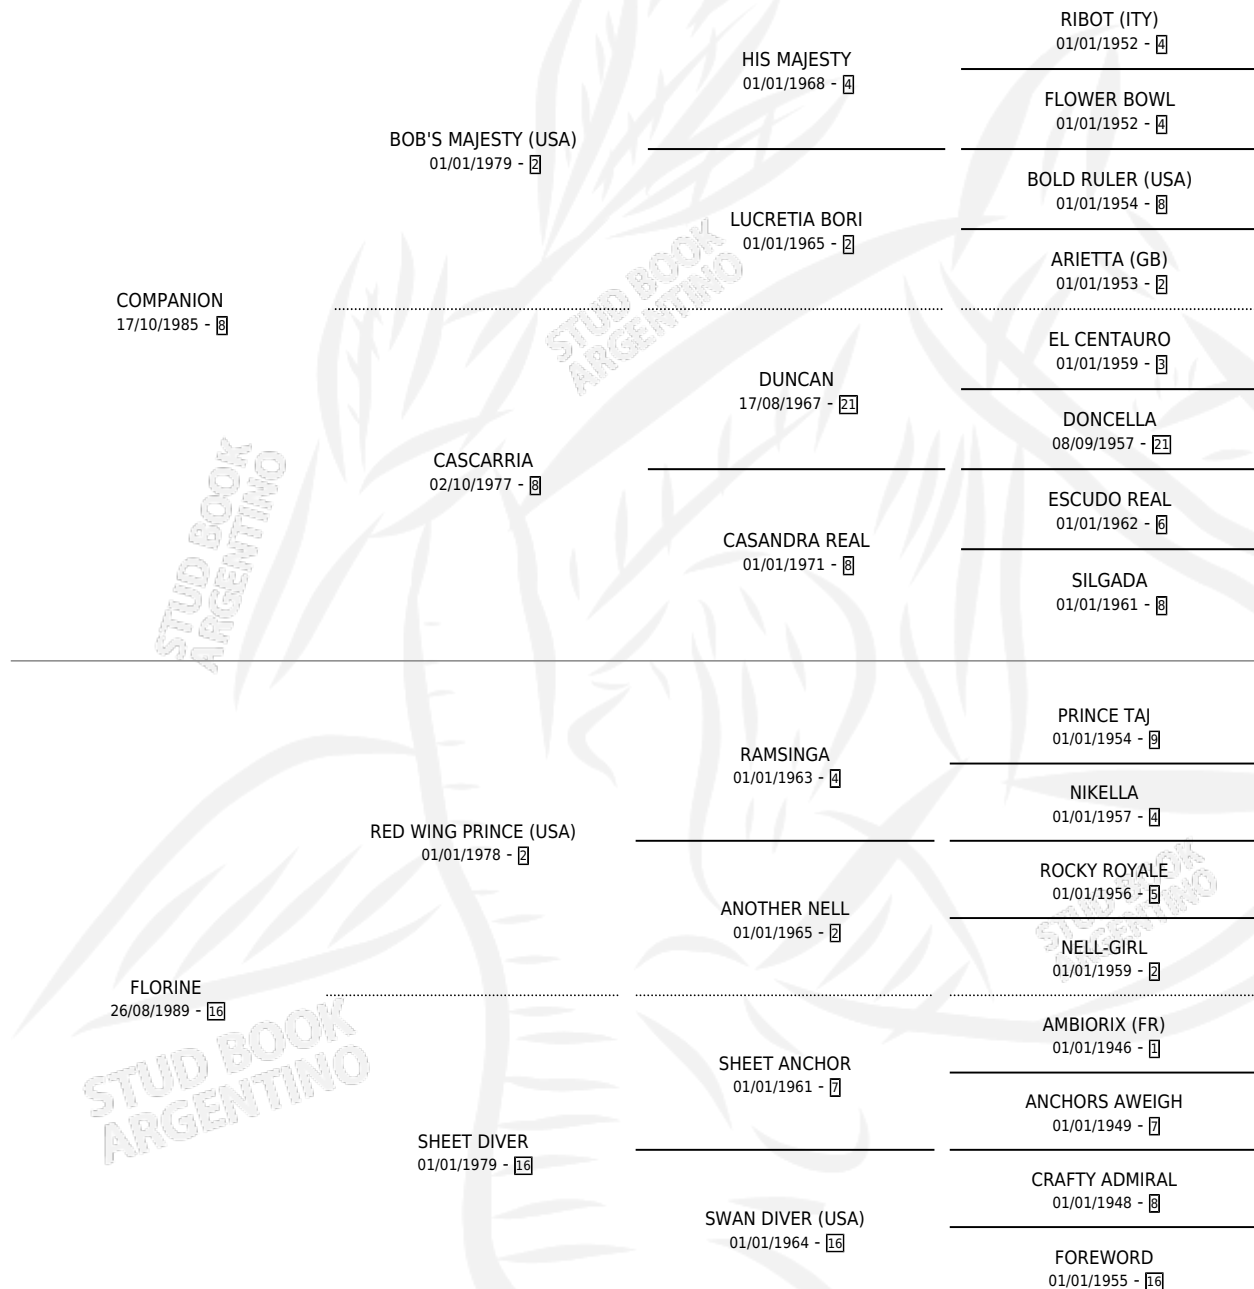 RIBOT (ITY)
01/01/1952 - 4
HIS MAJESTY
01/01/1968 - 4
FLOWER BOWL
01/01/1952 - 4
BOB'S MAJESTY (USA)
01/01/1979 - 2
BOLD RULER (USA)
01/01/1954 - 8
LUCRETIA BORI
01/01/1965 - 2
ARIETTA (GB)
01/01/1953 - 2
COMPANION
17/10/1985 - 8
EL CENTAURO
01/01/1959 - 3
DUNCAN
17/08/1967 - 21
DONCELLA
08/09/1957 - 21
CASCARRIA
02/10/1977 - 8
ESCUDO REAL
01/01/1962 - 6
CASANDRA REAL
01/01/1971 - 8
SILGADA
01/01/1961 - 8
STUD BOOK
ARGENTINO
STUD BOOK
ARGENTINO
PRINCE TAJ
01/01/1954 - 9
RAMSINGA
01/01/1963 - 4
NIKELLA
01/01/1957 - 4
RED WING PRINCE (USA)
01/01/1978 - 2
ROCKY ROYALE
01/01/1956 - 5
ANOTHER NELL
01/01/1965 - 2
NELL-GIRL
01/01/1959 - 2
FLORINE
26/08/1989 - 16
AMBIORIX (FR)
01/01/1946 - 1
SHEET ANCHOR
01/01/1961 - 7
ANCHORS AWEIGH
01/01/1949 - 7
SHEET DIVER
01/01/1979 - 16
CRAFTY ADMIRAL
01/01/1948 - 8
SWAN DIVER (USA)
01/01/1964 - 16
FOREWORD
01/01/1955 - 16
STUD BOOK
ARGENTINO
STUD BOOK
ARGENTINO